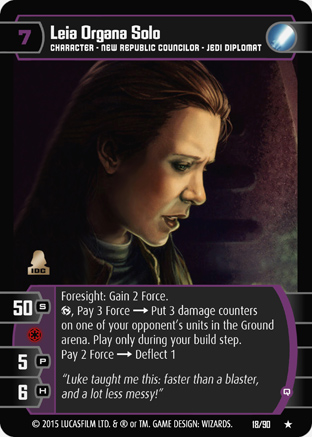 7
Leia Organa Solo
CHARACTER - NEW REPUBLIC COUNCILOR - JEDI DIPLOMAT
IDC
50 S
5 P
6 H
Foresight: Gain 2 Force.
, Pay 3 Force → Put 3 damage counters
on one of your opponent's units in the Ground
arena. Play only during your build step.
Pay 2 Force → Deflect 1
"Luke taught me this: faster than a blaster,
and a lot less messy!"
© 2015 LUCASFILM LTD. & ® or TM. GAME DESIGN: WIZARDS. 18/90 ★